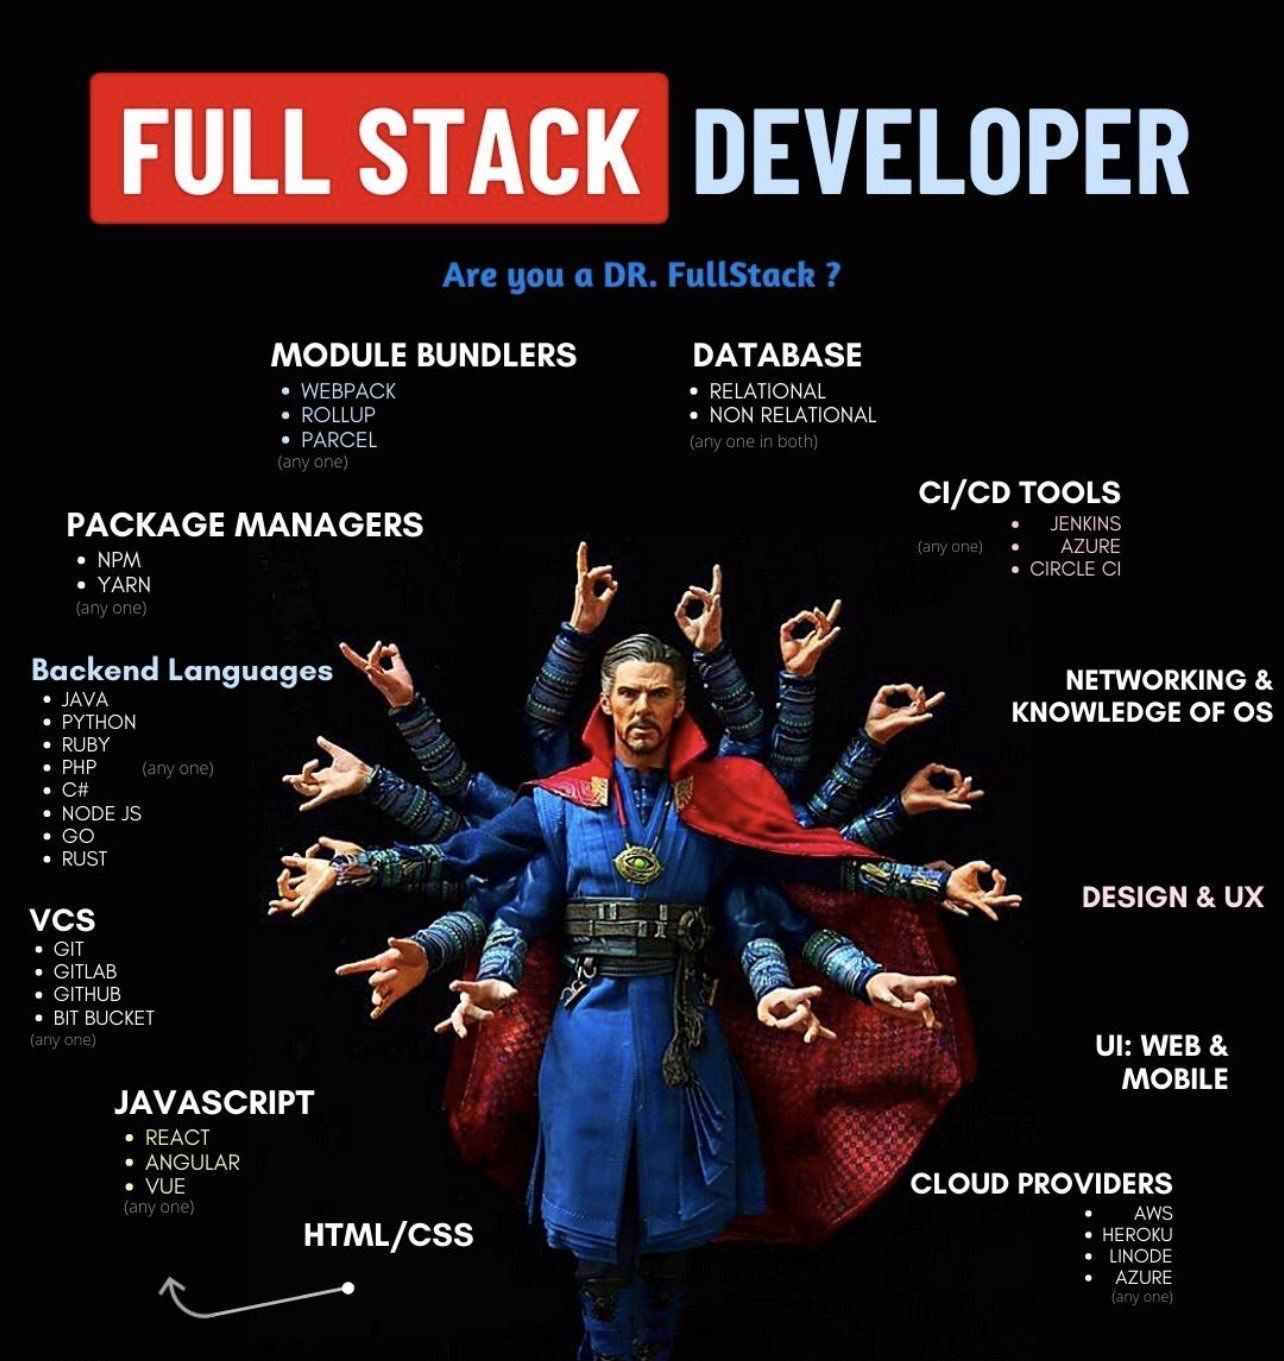 FULL STACK DEVELOPER
Are you a DR. FullStack ?
MODULE BUNDLERS
WEBPACK
ROLLUP
PARCEL
(any one)
DATABASE
RELATIONAL
NON RELATIONAL
(any one in both)
CI/CD TOOLS
JENKINS
(any one) AZURE
CIRCLE CI
PACKAGE MANAGERS
NPM
YARN
(any one)
Backend Languages
JAVA
PYTHON
RUBY
PHP (any one)
C#
NODE JS
GO
RUST
NETWORKING &
KNOWLEDGE OF OS
DESIGN & UX
VCS
GIT
GITLAB
GITHUB
BIT BUCKET
(any one)
UI: WEB &
MOBILE
JAVASCRIPT
REACT
ANGULAR
VUE
(any one)
CLOUD PROVIDERS
AWS
HEROKU
LINODE
AZURE
(any one)
HTML/CSS